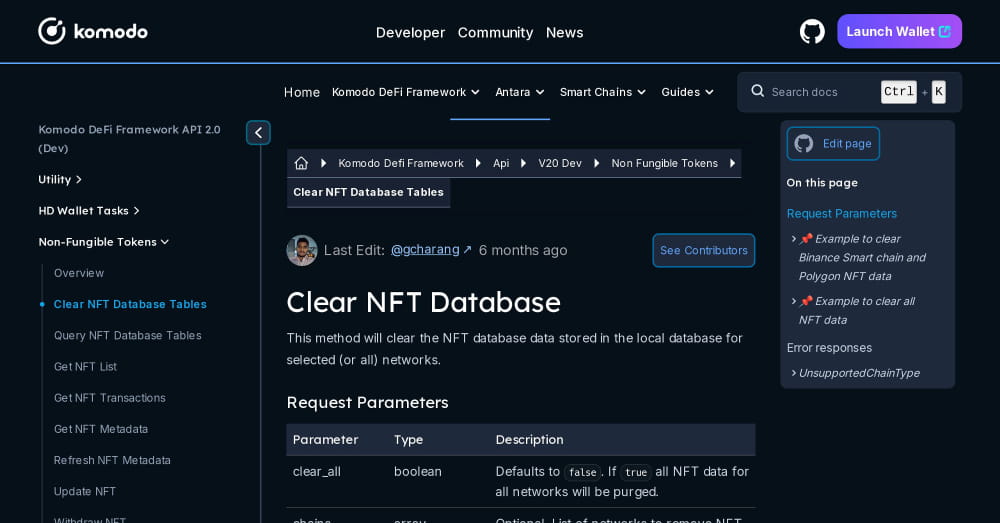 komodo
Developer Community News
Launch Wallet
Home Komodo DeFi Framework Antara Smart Chains Guides
Search docs Ctrl + K
Komodo DeFi Framework API 2.0
(Dev)
Utility
HD Wallet Tasks
Non-Fungible Tokens
Overview
Clear NFT Database Tables
Query NFT Database Tables
Get NFT List
Get NFT Transactions
Get NFT Metadata
Refresh NFT Metadata
Update NFT
Withdraw NFT
Komodo Defi Framework Api V20 Dev Non Fungible Tokens
Clear NFT Database Tables
Last Edit: @gcharang ↗ 6 months ago
See Contributors
Clear NFT Database
This method will clear the NFT database data stored in the local database for
selected (or all) networks.
Request Parameters
Parameter Type Description
clear_all boolean Defaults to false. If true all NFT data for
all networks will be purged.
chains array Optional. List of networks to remove NFT
Edit page
On this page
Request Parameters
📌 Example to clear
Binance Smart chain and
Polygon NFT data
📌 Example to clear all
NFT data
Error responses
UnsupportedChainType